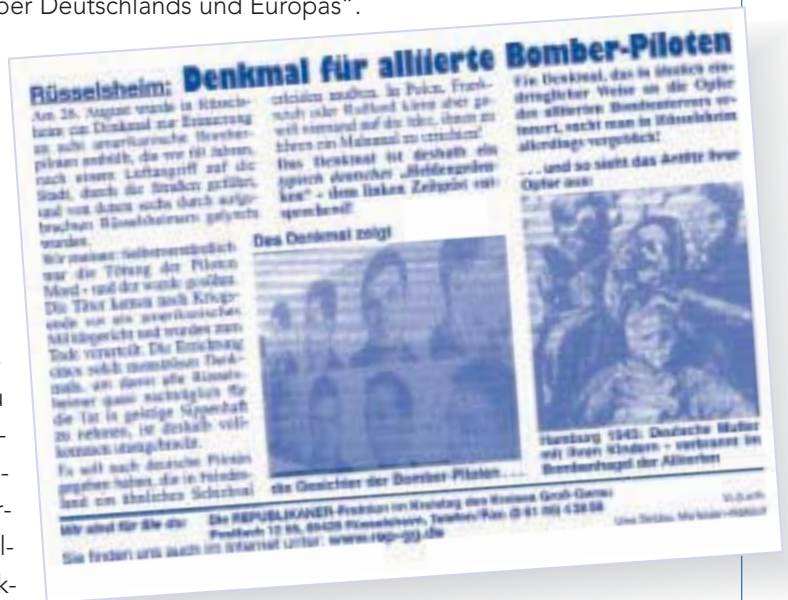 ber Deutschlands und Europas“.
Rüsselsheim: Denkmal für alliierte Bomber-Piloten
Am 26. August wurde in Rüssels-
heim ein Denkmal zur Erinnerung
an acht amerikanische Bomber-
piloten enthüllt, die vor 60 Jahren,
nach einem Luftangriff auf die
Stadt, durch die Straßen geführt,
und von denen sechs durch aufge-
brachte Rüsselsheimer gelyncht
wurden.
Wir meinen: Selbstverständlich
war die Tötung der Piloten
Mord - und der wurde gesühnt.
Die Täter kamen nach Kriegs-
ende vor ein amerikanisches
Militärgericht und wurden zum
Tode verurteilt. Die Errichtung
eines solch monströsen Denk-
mals, um damit alle Rüssels-
heimer quasi nachträglich für
die Tat in geistige Sippenhaft
zu nehmen, ist deshalb voll-
kommen unangebracht.
Es soll auch deutsche Piloten
gegeben haben, die in Feindes-
land ein ähnliches Schicksal
erleiden mußten. In Polen, Frank-
reich oder Rußland käme aber ge-
wiß niemand auf die Idee, ihnen zu
Ehren ein Mahnmal zu errichten!
Das Denkmal ist deshalb ein
typisch deutsches „Heldengeden-
ken“ - dem linken Zeitgeist ent-
sprechend!
Das Denkmal zeigt
die Gesichter der Bomber-Piloten....
Ein Denkmal, das in ähnlich ein-
dringlicher Weise an die Opfer
des alliierten Bombenterrors er-
innert, sucht man in Rüsselsheim
allerdings vergeblich!
....und so sieht das Antlitz ihrer
Opfer aus:
Hamburg 1943: Deutsche Mutter
mit ihren Kindern - verbrannt im
Bombenhagel der Alliierten
Wir sind für Sie da: Die REPUBLIKANER-Fraktion im Kreistag des Kreises Groß-Gerau
Postfach 65428 Rüsselsheim, Telefon/Fax
Sie finden uns auch im Internet unter: www.rep-gg.de
u
-
-
r-
l-
k-